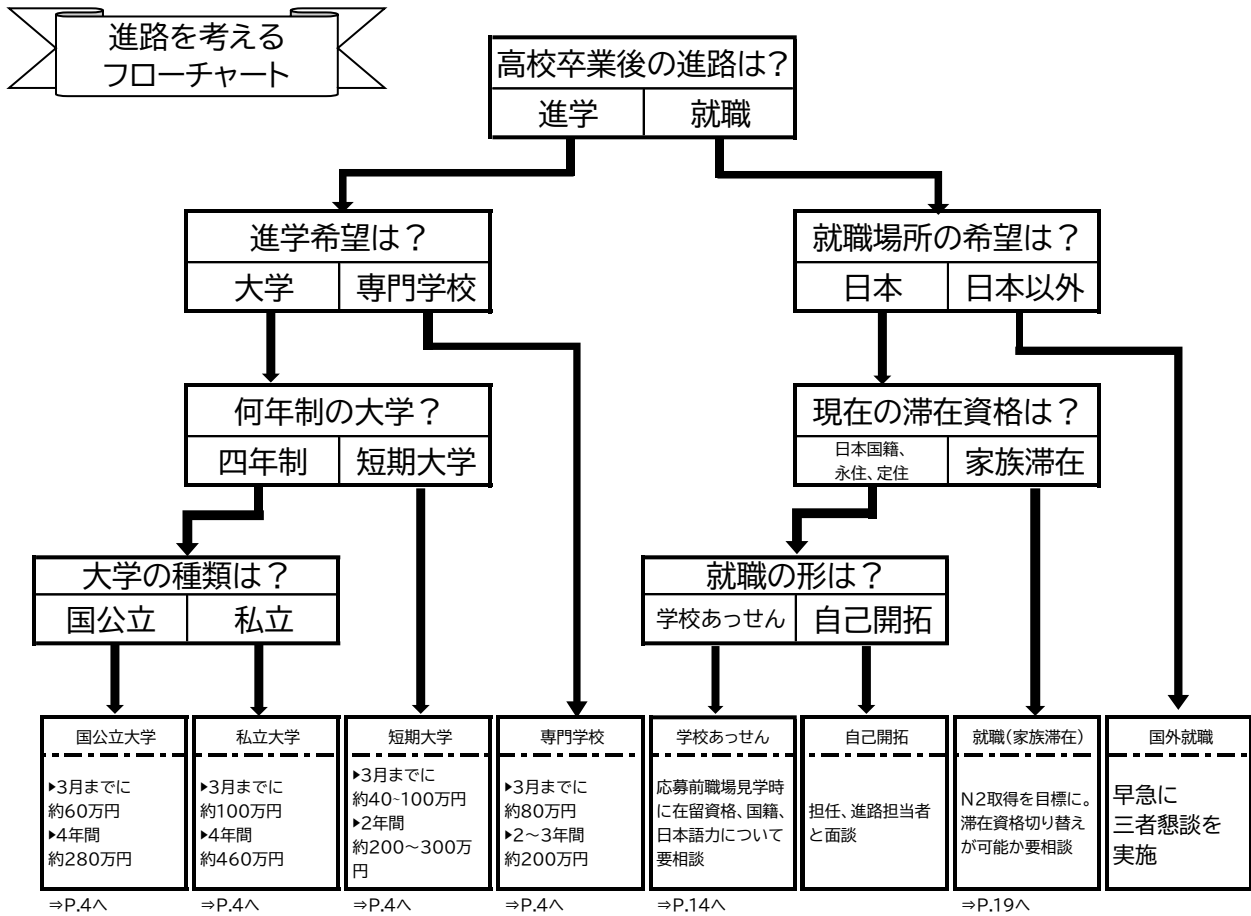 進路を考える
フローチャート
高校卒業後の進路は？
進学
就職
進学希望は？
大学
専門学校
就職場所の希望は？
日本
日本以外
何年制の大学？
四年制
短期大学
現在の滞在資格は？
日本国籍、
永住、定住
家族滞在
大学の種類は？
国公立
私立
就職の形は？
学校あっせん
自己開拓
国公立大学
▶3月までに
約60万円
▶4年間
約280万円
⇒P.4へ
私立大学
▶3月までに
約100万円
▶4年間
約460万円
⇒P.4へ
短期大学
▶3月までに
約40~100万円
▶2年間
約200～300万
円
⇒P.4へ
専門学校
▶3月までに
約80万円
▶2～3年間
約200万円
⇒P.4へ
学校あっせん
応募前職場見学時
に在留資格、国籍、
日本語力について
要相談
⇒P.14へ
自己開拓
担任、進路担当者
と面談
就職(家族滞在)
N2取得を目標に。
滞在資格切り替え
が可能か要相談
⇒P.19へ
国外就職
早急に
三者懇談を
実施